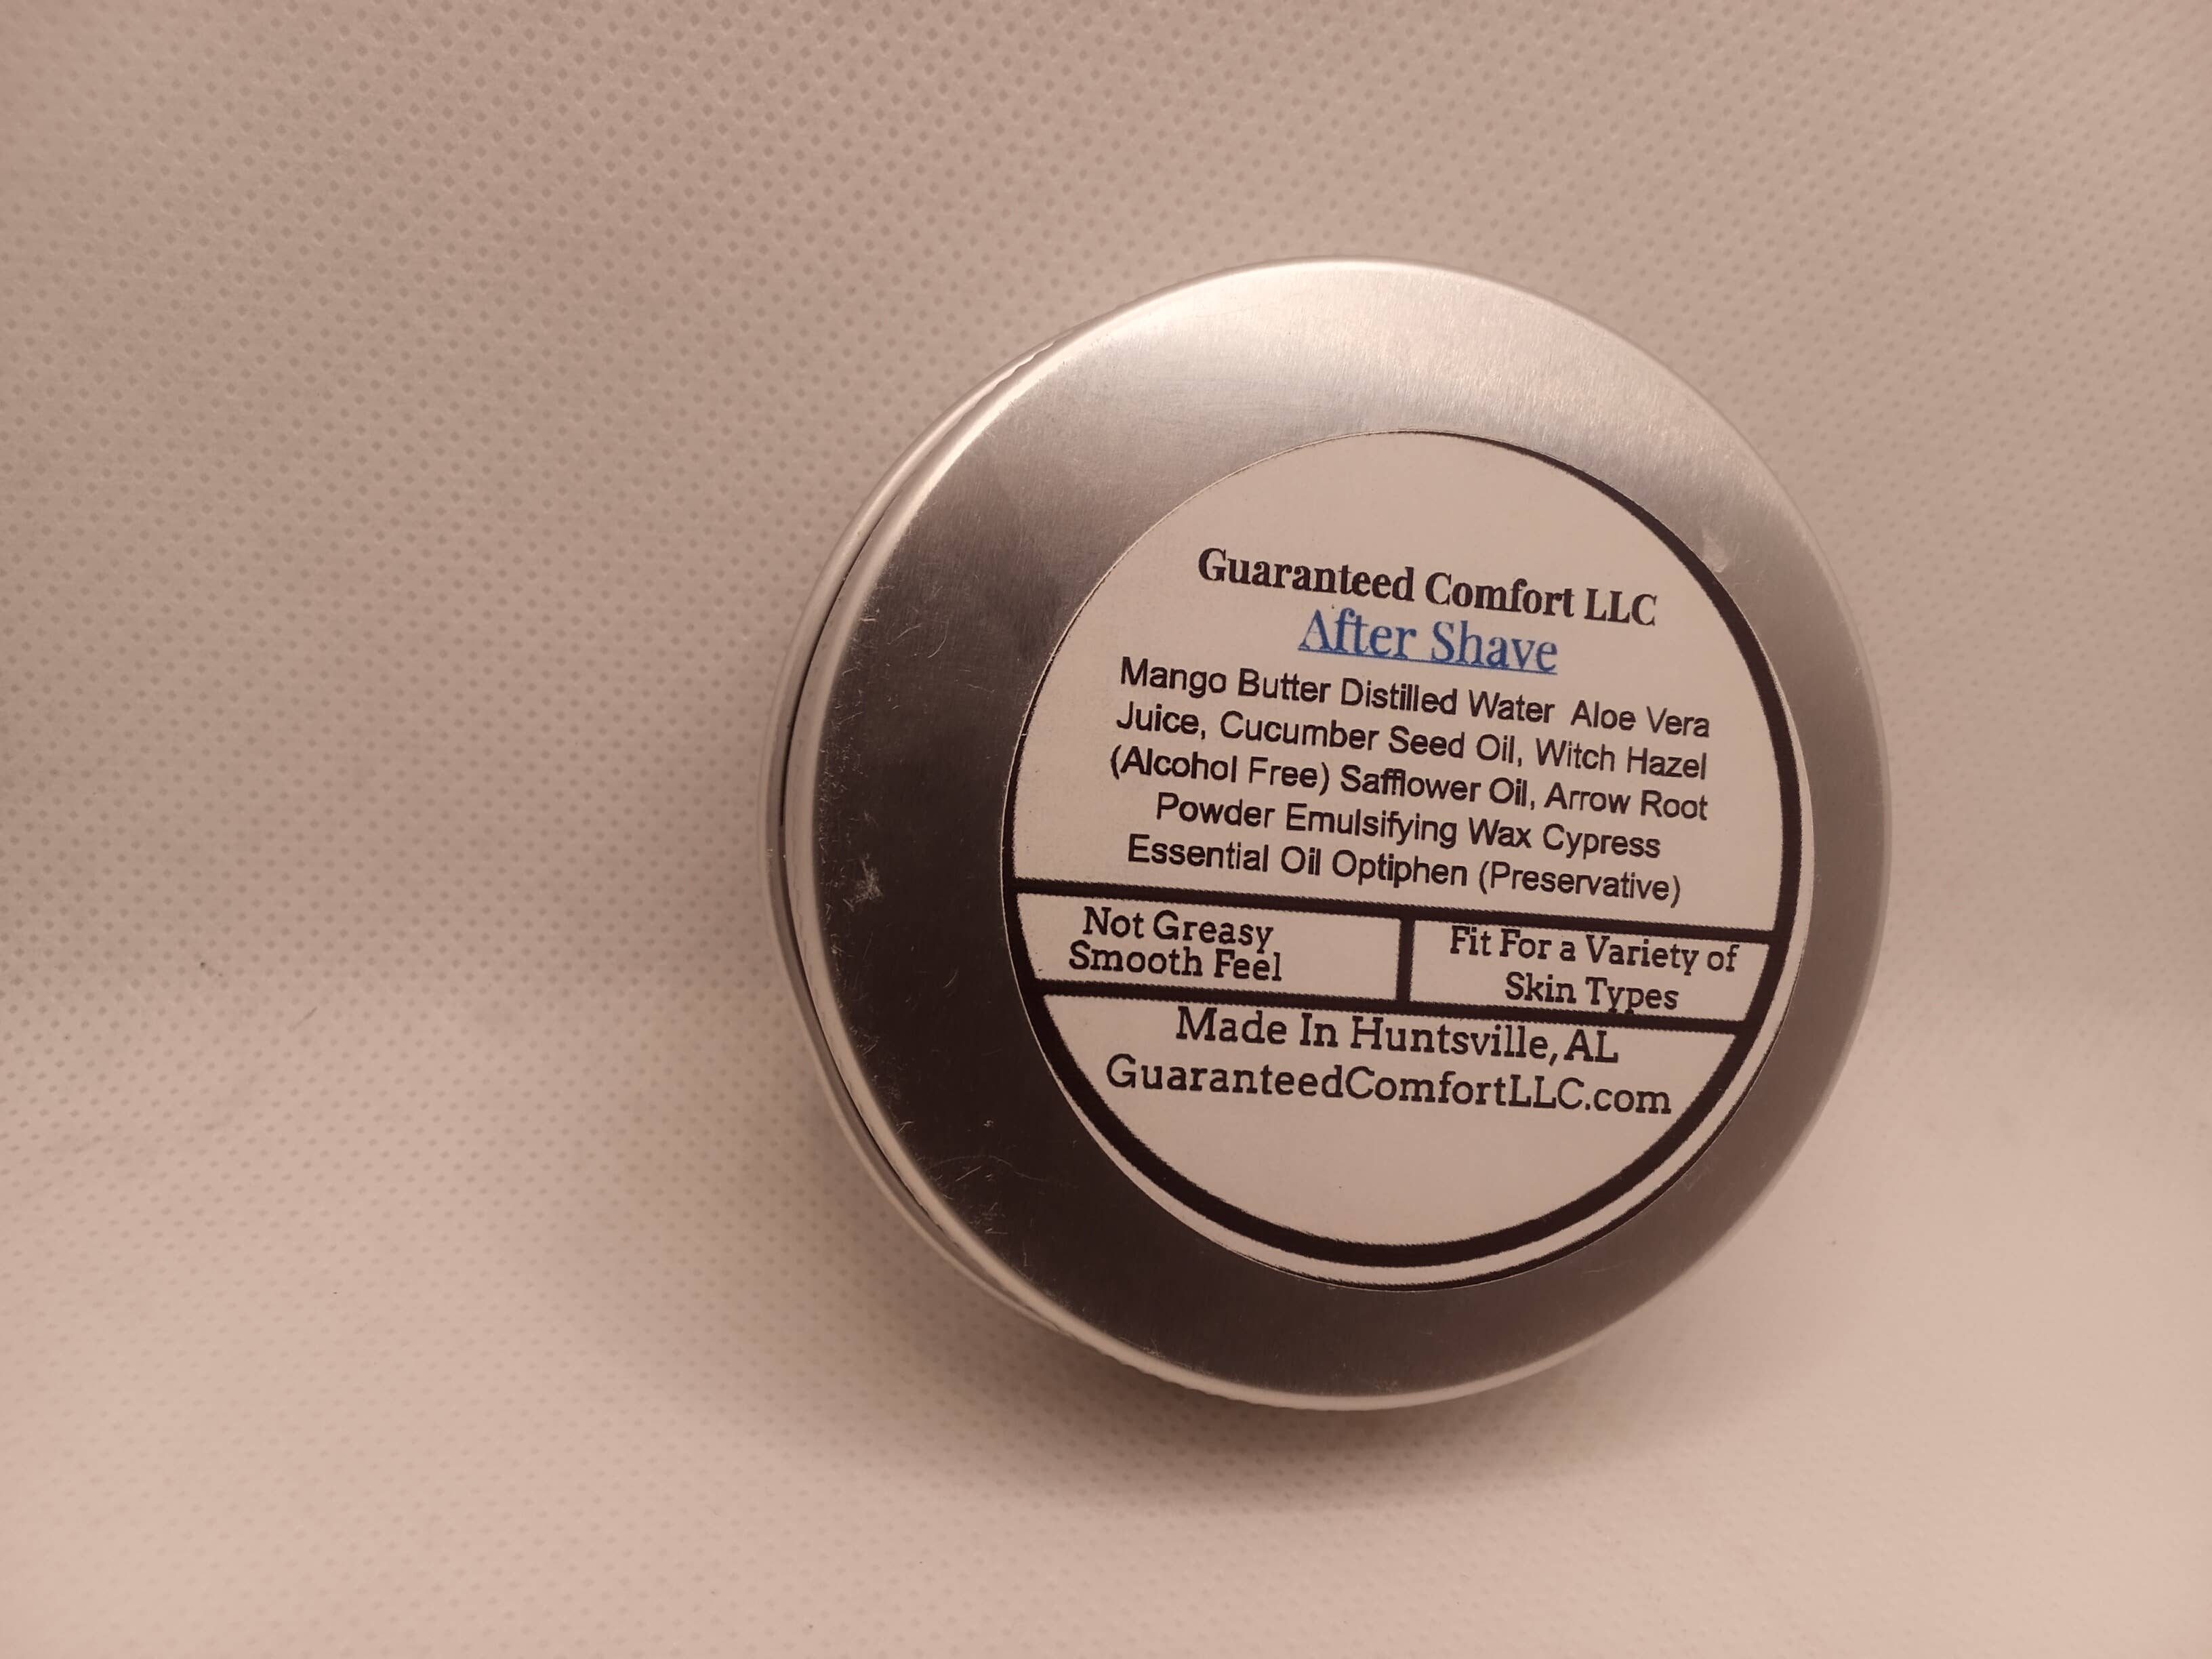 Guaranteed Comfort LLC
After Shave
Mango Butter Distilled Water Aloe Vera
Juice, Cucumber Seed Oil, Witch Hazel
(Alcohol Free) Safflower Oil, Arrow Root
Powder Emulsifying Wax Cypress
Essential Oil Optiphen (Preservative)
Not Greasy
Smooth Feel
Fit For a Variety of
Skin Types
Made In Huntsville, AL
GuaranteedComfortLLC.com